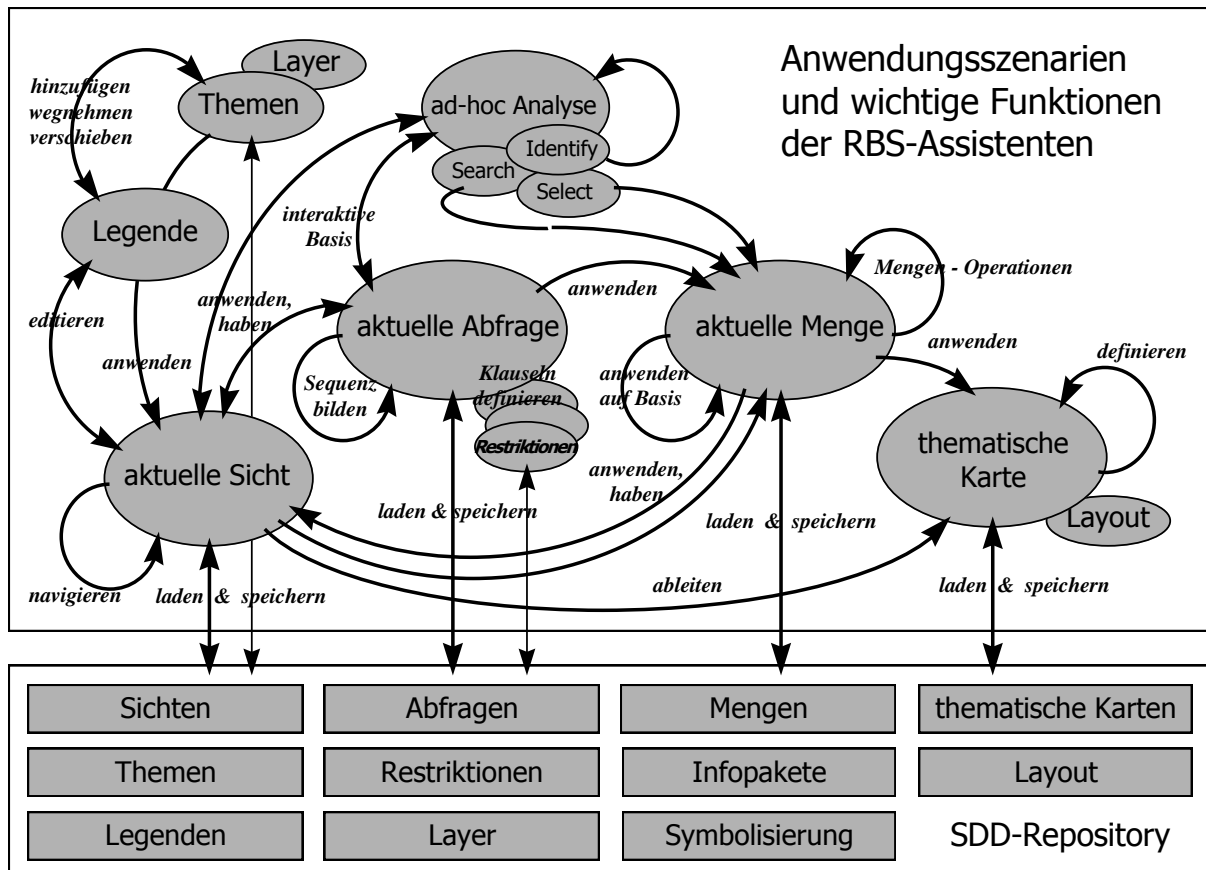 Anwendungsszenarien
und wichtige Funktionen
der RBS-Assistenten
Layer
Themen
hinzufügen
wegnehmen
verschieben
ad-hoc Analyse
Identify
Search
Select
Legende
interaktive
Basis
Mengen - Operationen
editieren
anwenden
anwenden,
haben
aktuelle Abfrage
anwenden
aktuelle Menge
anwenden
definieren
Sequenz
bilden
Klauseln
definieren
Restriktionen
anwenden
auf Basis
thematische
Karte
Layout
aktuelle Sicht
anwenden,
haben
laden & speichern
laden & speichern
navigieren
laden & speichern
ableiten
laden & speichern
Sichten
Abfragen
Mengen
thematische Karten
Themen
Restriktionen
Infopakete
Layout
Legenden
Layer
Symbolisierung
SDD-Repository